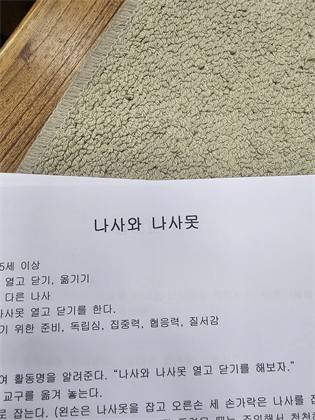 나사와 나사못
5세 이상
열고 닫기, 옮기기
다른 나사
나사못 열고 닫기를 한다.
기 위한 준비, 독립심, 집중력, 협응력, 질서감
여 활동명을 알려준다. "나사와 나사못 열고 닫기를 해보자."
교구를 옮겨 놓는다.
로 잡는다. (왼손은 나사못을 잡고 오른손 세 손가락은 나사를 잡